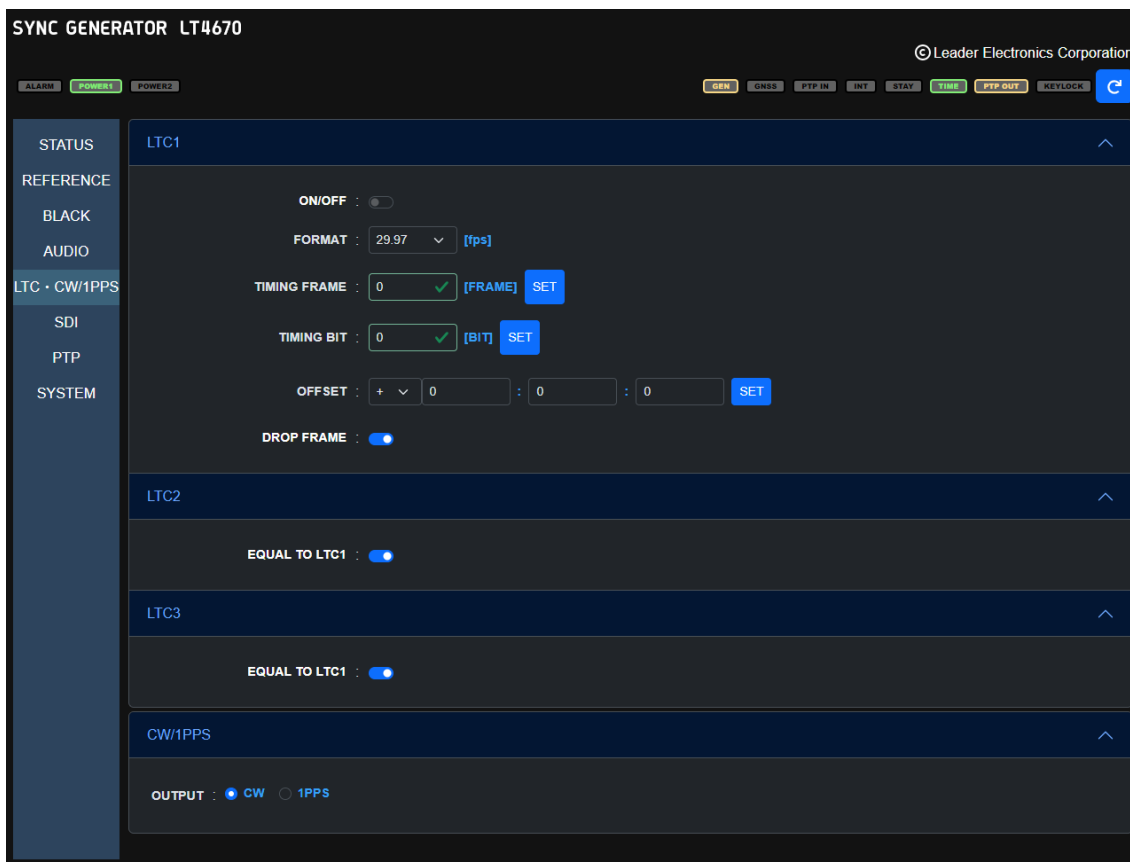 SYNC GENERATOR LT4670
©Leader Electronics Corporation
ALARM POWER1 POWER2 GEN GNSS PTP IN INT STAY TIME PTP OUT KEYLOCK
STATUS
REFERENCE
BLACK
AUDIO
LTC・CW/1PPS
SDI
PTP
SYSTEM
LTC1
ON/OFF :
FORMAT : 29.97 [fps]
TIMING FRAME : 0 [FRAME] SET
TIMING BIT : 0 [BIT] SET
OFFSET : + 0 : 0 : 0 SET
DROP FRAME :
LTC2
EQUAL TO LTC1 :
LTC3
EQUAL TO LTC1 :
CW/1PPS
OUTPUT : CW 1PPS